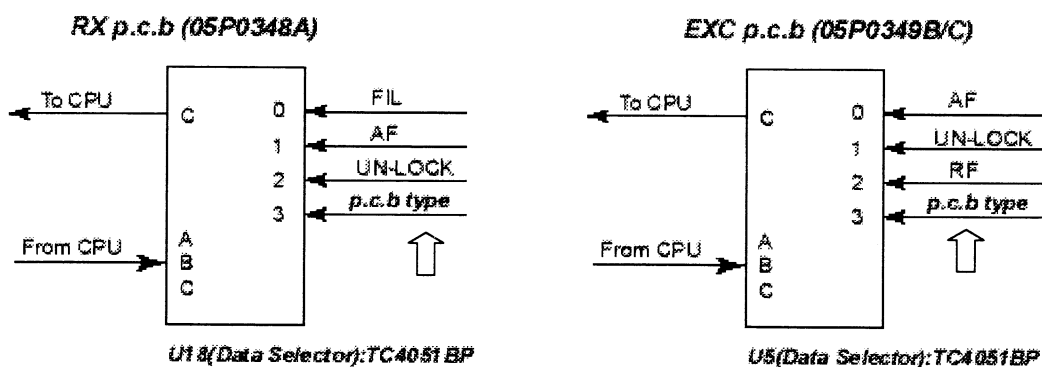 RX p.c.b (05P0348A)
To CPU
C
0
FIL
1
AF
2
UN-LOCK
3
p.c.b type
From CPU
A
B
C
U18(Data Selector):TC4051BP
EXC p.c.b (05P0349B/C)
To CPU
C
0
AF
1
UN-LOCK
2
RF
3
p.c.b type
From CPU
A
B
C
U5(Data Selector):TC4051BP